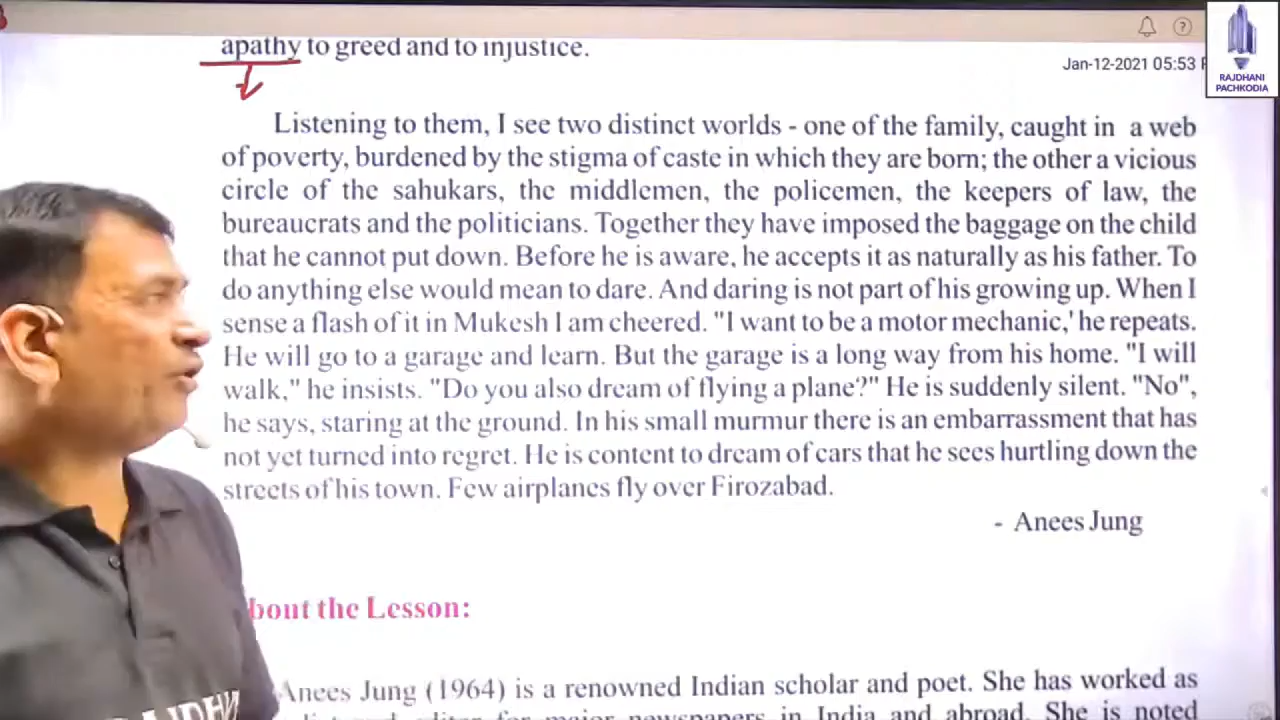 apathy to greed and to injustice.
Jan-12-2021 05:53
RAJDHANI
PACHKODIA
Listening to them, I see two distinct worlds - one of the family, caught in a web
of poverty, burdened by the stigma of caste in which they are born; the other a vicious
circle of the sahukars, the middlemen, the policemen, the keepers of law, the
bureaucrats and the politicians. Together they have imposed the baggage on the child
that he cannot put down. Before he is aware, he accepts it as naturally as his father. To
do anything else would mean to dare. And daring is not part of his growing up. When I
sense a flash of it in Mukesh I am cheered. "I want to be a motor mechanic,' he repeats.
He will go to a garage and learn. But the garage is a long way from his home. "I will
walk," he insists. "Do you also dream of flying a plane?" He is suddenly silent. "No",
he says, staring at the ground. In his small murmur there is an embarrassment that has
not yet turned into regret. He is content to dream of cars that he sees hurtling down the
streets of his town. Few airplanes fly over Firozabad.
- Anees Jung
bout the Lesson:
Anees Jung (1964) is a renowned Indian scholar and poet. She has worked as
editor for major newspapers in India and abroad. She is noted